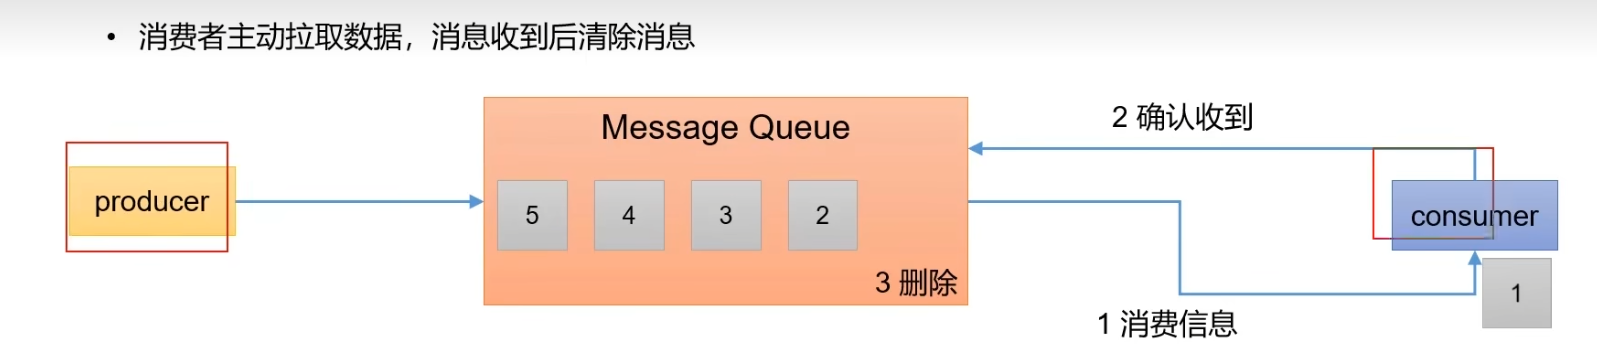 • 消费者主动拉取数据，消息收到后清除消息
Message Queue
2 确认收到
producer
5 4 3 2
consumer
3 删除
1
1 消费信息